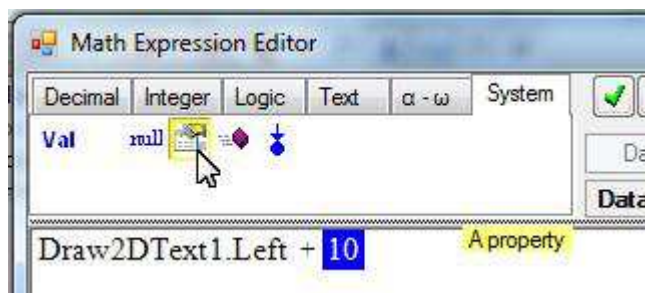 Math Expression Editor
Decimal Integer Logic Text α - ω System
Val null
Da
Data
A property
Draw2DText1.Left + 10